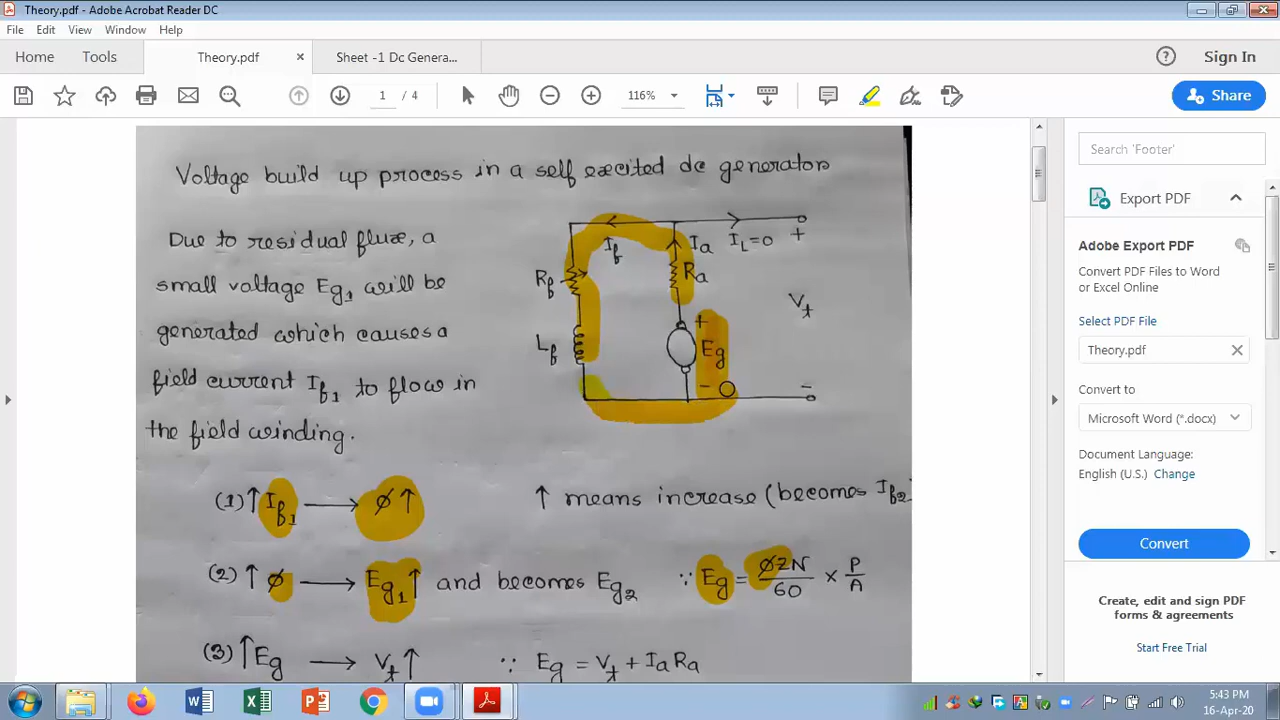 Theory.pdf - Adobe Acrobat Reader DC
File Edit View Window Help
Home Tools Theory.pdf × Sheet -1 Dc Genera...
? Sign In
1 / 4 116% Share
Voltage build up process in a self excited dc generator
Due to residual flux, a
small voltage Eg1 will be
generated which causes a
field current If1 to flow in
the field winding.
If Ia IL=0 +
Rf Ra
Vt
+
Lf Eg
- -
(1) ↑ If1 → ϕ↑ ↑ means increase (becomes If2)
(2) ↑ ϕ → Eg1↑ and becomes Eg2 ∵ Eg = ϕZN/60 × P/A
(3) ↑Eg → Vt↑ ∵ Eg = Vt + IaRa
Search 'Footer'
Export PDF
Adobe Export PDF
Convert PDF Files to Word
or Excel Online
Select PDF File
Theory.pdf ×
Convert to
Microsoft Word (*.docx)
Document Language:
English (U.S.) Change
Convert
Create, edit and sign PDF
forms & agreements
Start Free Trial
5:43 PM
16-Apr-20